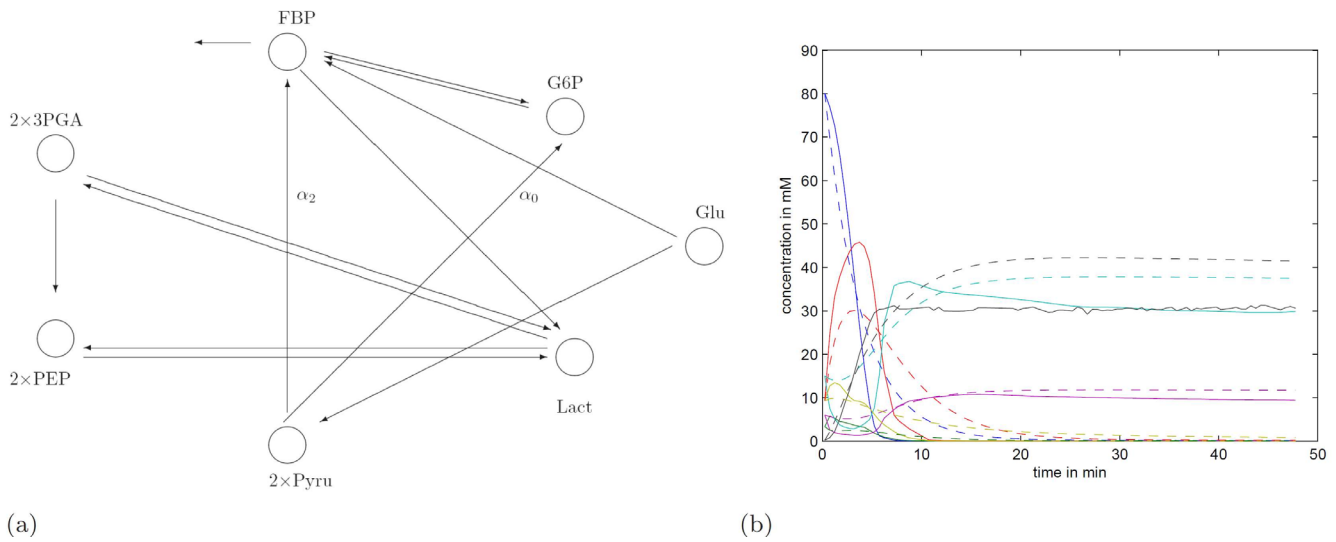 FBP
G6P
2×3PGA
α₂
α₀
Glu
2×PEP
Lact
2×Pyru
(a)
90
80
70
60
50
40
30
20
10
0
concentration in mM
0 10 20 30 40 50
time in min
(b)